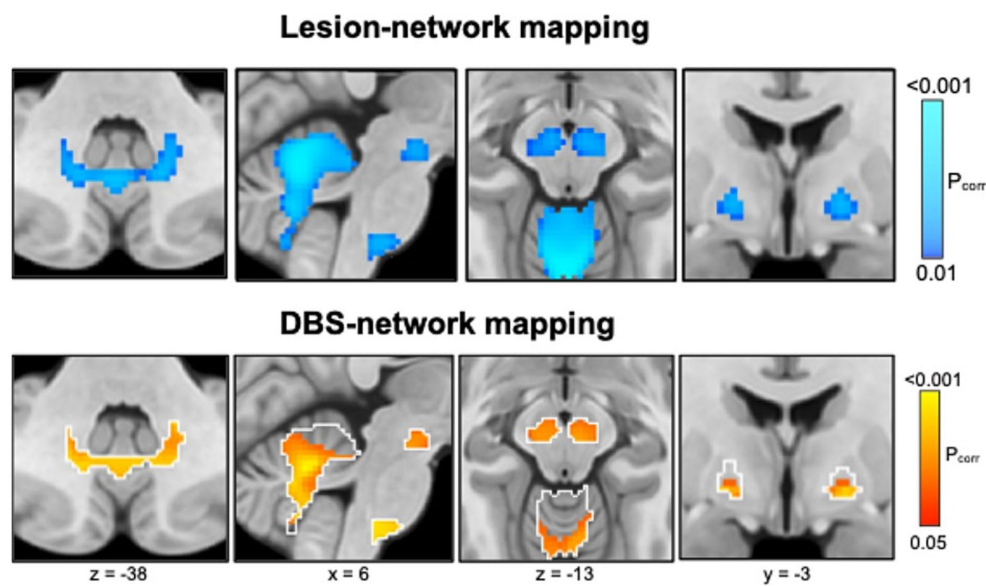 Lesion-network mapping
<0.001
Pcorr
0.01
DBS-network mapping
<0.001
Pcorr
0.05
z = -38
x = 6
z = -13
y = -3